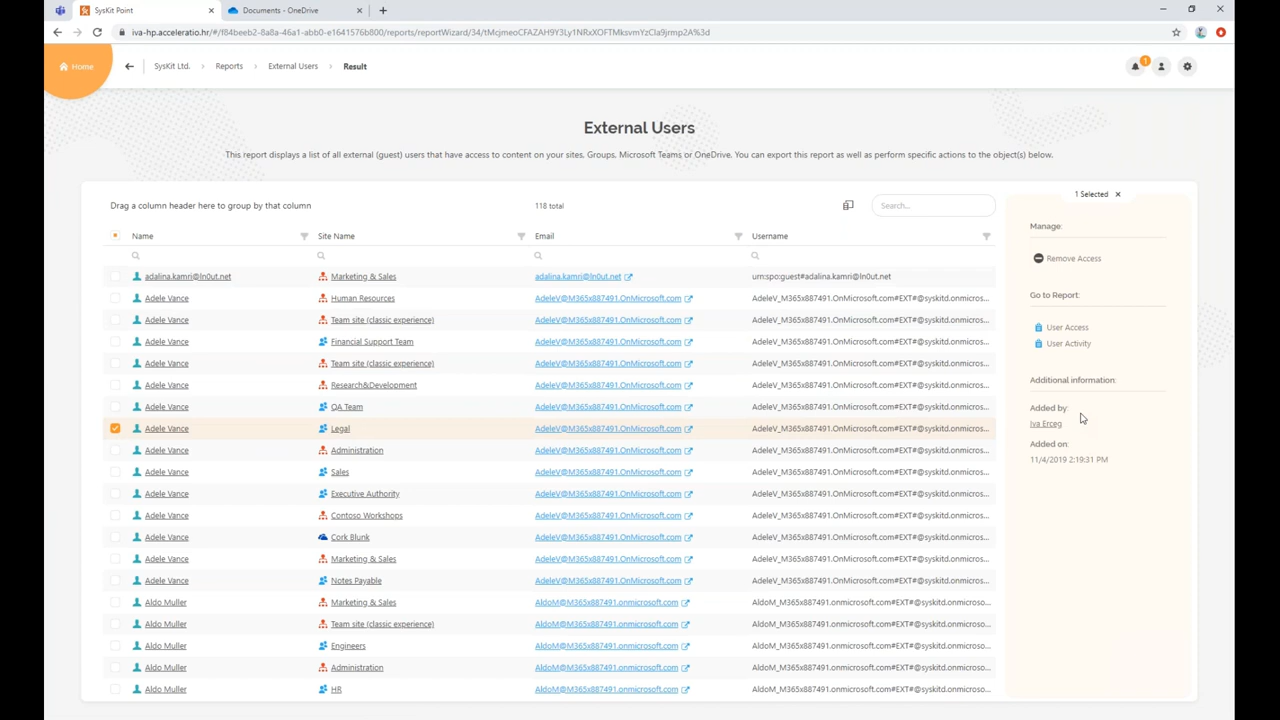 SysKit Point
Documents - OneDrive
iva-hp.acceleratio.hr/#/f84beeb2-8a8a-46a1-abb0-e1641576b800/reports/reportWizard/34/tMcjmeoCFAZAH9Y3Ly1NRxXOFTMksvmYzCla9jrmp2A%3d
Home
SysKit Ltd. > Reports > External Users > Result
1
External Users
This report displays a list of all external (guest) users that have access to content on your sites, Groups, Microsoft Teams or OneDrive. You can export this report as well as perform specific actions to the object(s) below.
1 Selected
Drag a column header here to group by that column 118 total Search...
Name Site Name Email Username
adalina.kamri@ln0ut.net Marketing & Sales adalina.kamri@ln0ut.net urn:spo:guest#adalina.kamri@ln0ut.net
Adele Vance Human Resources AdeleV@M365x887491.OnMicrosoft.com AdeleV_M365x887491.OnMicrosoft.com#EXT#@syskitd.onmicros...
Adele Vance Team site (classic experience) AdeleV@M365x887491.OnMicrosoft.com AdeleV_M365x887491.OnMicrosoft.com#EXT#@syskitd.onmicros...
Adele Vance Financial Support Team AdeleV@M365x887491.OnMicrosoft.com AdeleV_M365x887491.OnMicrosoft.com#EXT#@syskitd.onmicros...
Adele Vance Team site (classic experience) AdeleV@M365x887491.OnMicrosoft.com AdeleV_M365x887491.OnMicrosoft.com#EXT#@syskitd.onmicros...
Adele Vance Research&Development AdeleV@M365x887491.OnMicrosoft.com AdeleV_M365x887491.OnMicrosoft.com#EXT#@syskitd.onmicros...
Adele Vance QA Team AdeleV@M365x887491.OnMicrosoft.com AdeleV_M365x887491.OnMicrosoft.com#EXT#@syskitd.onmicros...
Adele Vance Legal AdeleV@M365x887491.OnMicrosoft.com AdeleV_M365x887491.OnMicrosoft.com#EXT#@syskitd.onmicros...
Adele Vance Administration AdeleV@M365x887491.OnMicrosoft.com AdeleV_M365x887491.OnMicrosoft.com#EXT#@syskitd.onmicros...
Adele Vance Sales AdeleV@M365x887491.OnMicrosoft.com AdeleV_M365x887491.OnMicrosoft.com#EXT#@syskitd.onmicros...
Adele Vance Executive Authority AdeleV@M365x887491.OnMicrosoft.com AdeleV_M365x887491.OnMicrosoft.com#EXT#@syskitd.onmicros...
Adele Vance Contoso Workshops AdeleV@M365x887491.OnMicrosoft.com AdeleV_M365x887491.OnMicrosoft.com#EXT#@syskitd.onmicros...
Adele Vance Cork Blunk AdeleV@M365x887491.OnMicrosoft.com AdeleV_M365x887491.OnMicrosoft.com#EXT#@syskitd.onmicros...
Adele Vance Marketing & Sales AdeleV@M365x887491.OnMicrosoft.com AdeleV_M365x887491.OnMicrosoft.com#EXT#@syskitd.onmicros...
Adele Vance Notes Payable AdeleV@M365x887491.OnMicrosoft.com AdeleV_M365x887491.OnMicrosoft.com#EXT#@syskitd.onmicros...
Aldo Muller Marketing & Sales AldoM@M365x887491.onmicrosoft.com AldoM_M365x887491.onmicrosoft.com#EXT#@syskitd.onmicroso...
Aldo Muller Team site (classic experience) AldoM@M365x887491.onmicrosoft.com AldoM_M365x887491.onmicrosoft.com#EXT#@syskitd.onmicroso...
Aldo Muller Engineers AldoM@M365x887491.onmicrosoft.com AldoM_M365x887491.onmicrosoft.com#EXT#@syskitd.onmicroso...
Aldo Muller Administration AldoM@M365x887491.onmicrosoft.com AldoM_M365x887491.onmicrosoft.com#EXT#@syskitd.onmicroso...
Aldo Muller HR AldoM@M365x887491.onmicrosoft.com AldoM_M365x887491.onmicrosoft.com#EXT#@syskitd.onmicroso...
Manage:
Remove Access
Go to Report:
User Access
User Activity
Additional information:
Added by:
Iva Erceg
Added on:
11/4/2019 2:19:31 PM